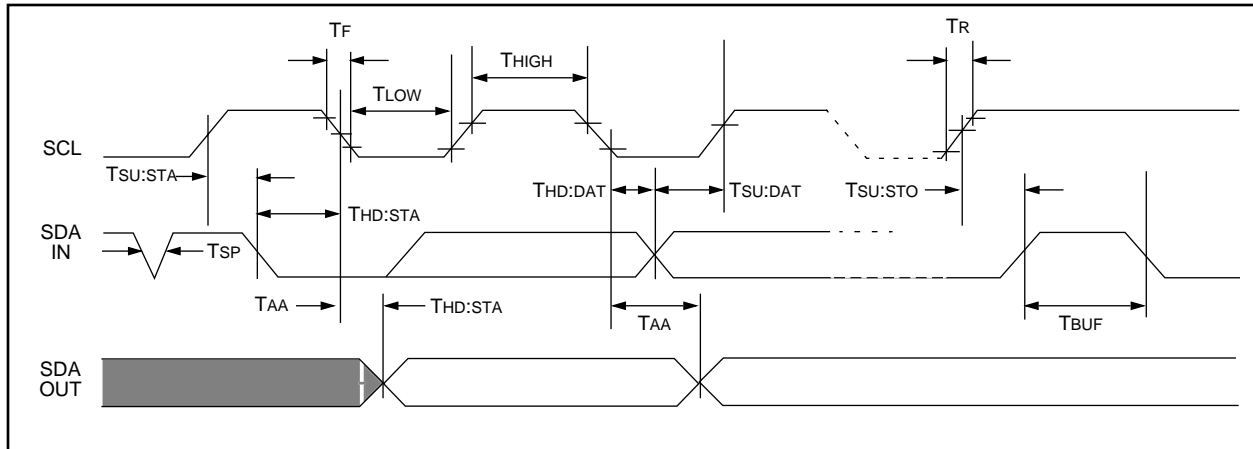 TF
TR
THIGH
TLOW
SCL
TSU:STA
THD:DAT
TSU:DAT
TSU:STO
THD:STA
SDA
IN
TSP
TAA
THD:STA
TAA
TBUF
SDA
OUT